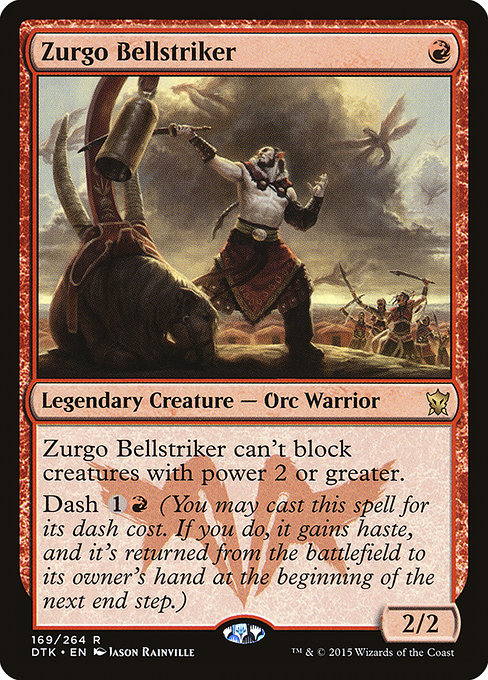 Zurgo Bellstriker
Legendary Creature — Orc Warrior
Zurgo Bellstriker can't block
creatures with power 2 or greater.
Dash 1 R (You may cast this spell for
its dash cost. If you do, it gains haste,
and it's returned from the battlefield to
its owner's hand at the beginning of the
next end step.)
2/2
169/264 R
DTK • EN Jason Rainville
™ & © 2015 Wizards of the Coast